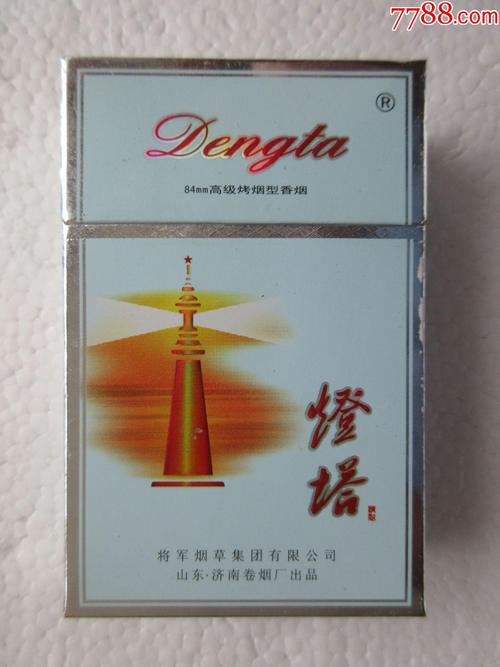 7788.com
®
Dengta
84mm高级烤烟型香烟
燈塔
将军烟草集团有限公司
山东·济南卷烟厂出品